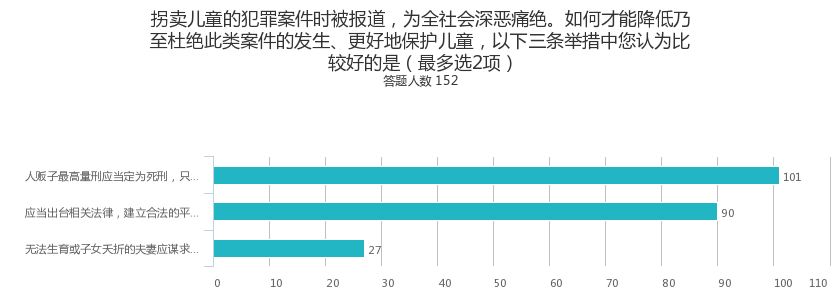 拐卖儿童的犯罪案件时被报道，为全社会深恶痛绝。如何才能降低乃
至杜绝此类案件的发生、更好地保护儿童，以下三条举措中您认为比
较好的是（最多选2项）
答题人数 152
人贩子最高量刑应当定为死刑，只... 101
应当出台相关法律，建立合法的平... 90
无法生育或子女夭折的夫妻应谋求... 27
0 10 20 30 40 50 60 70 80 90 100 110